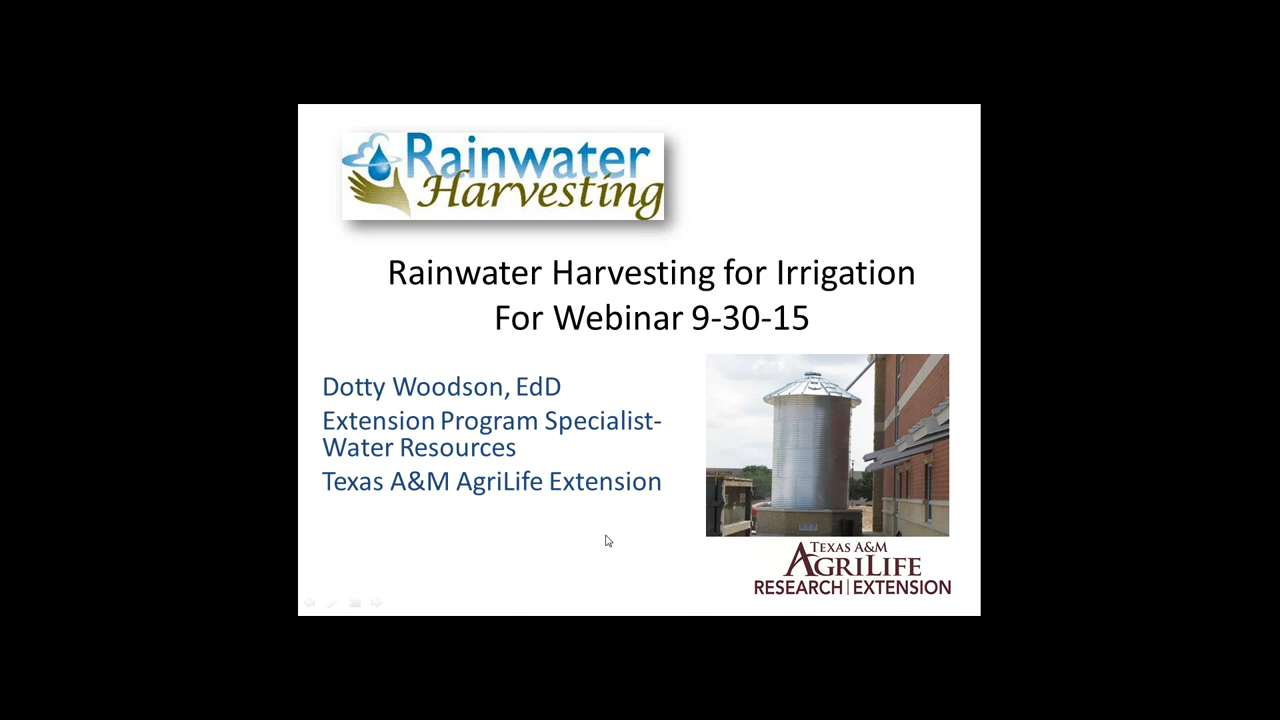 Rainwater
Harvesting
Rainwater Harvesting for Irrigation
For Webinar 9-30-15
Dotty Woodson, EdD
Extension Program Specialist-
Water Resources
Texas A&M AgriLife Extension
TEXAS A&M
AGRILIFE
RESEARCH | EXTENSION